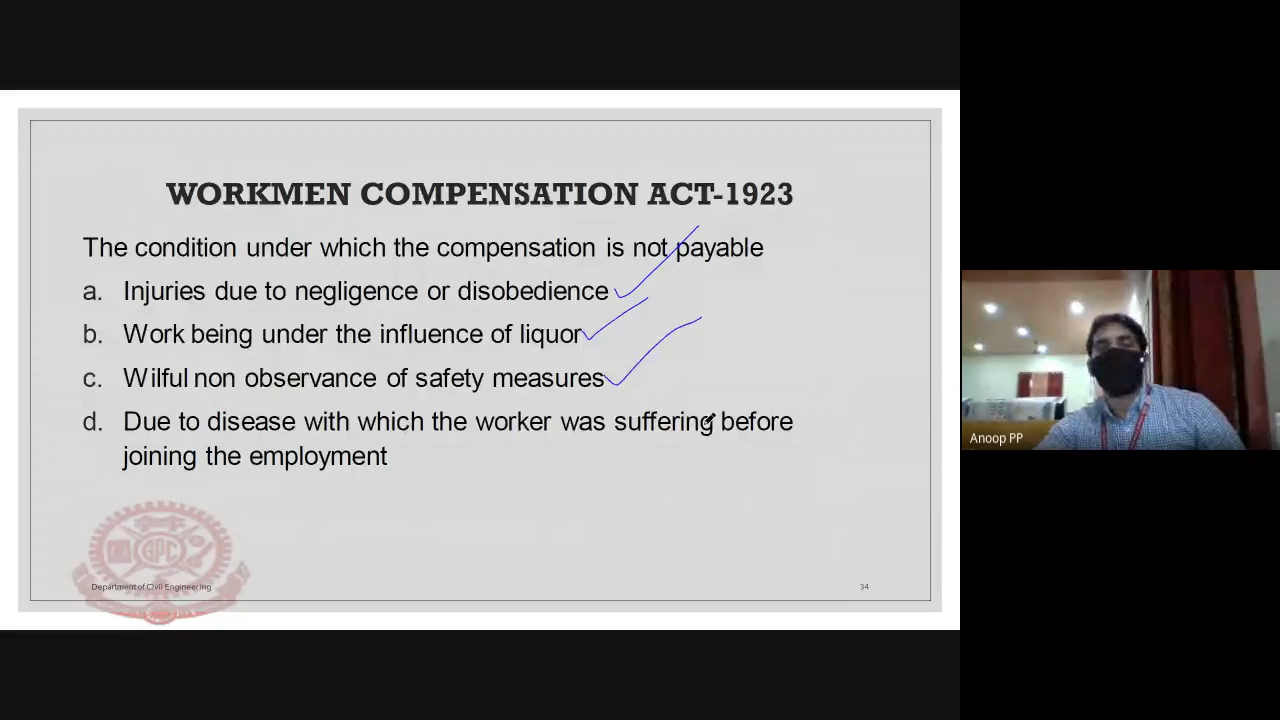 WORKMEN COMPENSATION ACT-1923
The condition under which the compensation is not payable
a. Injuries due to negligence or disobedience
b. Work being under the influence of liquor
c. Wilful non observance of safety measures
d. Due to disease with which the worker was suffering before
joining the employment
Department of Civil Engineering
34
Anoop PP